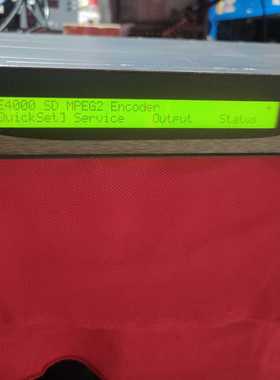 E4000 SD MPEG2 Encoder
QuickSet] Service Output Status